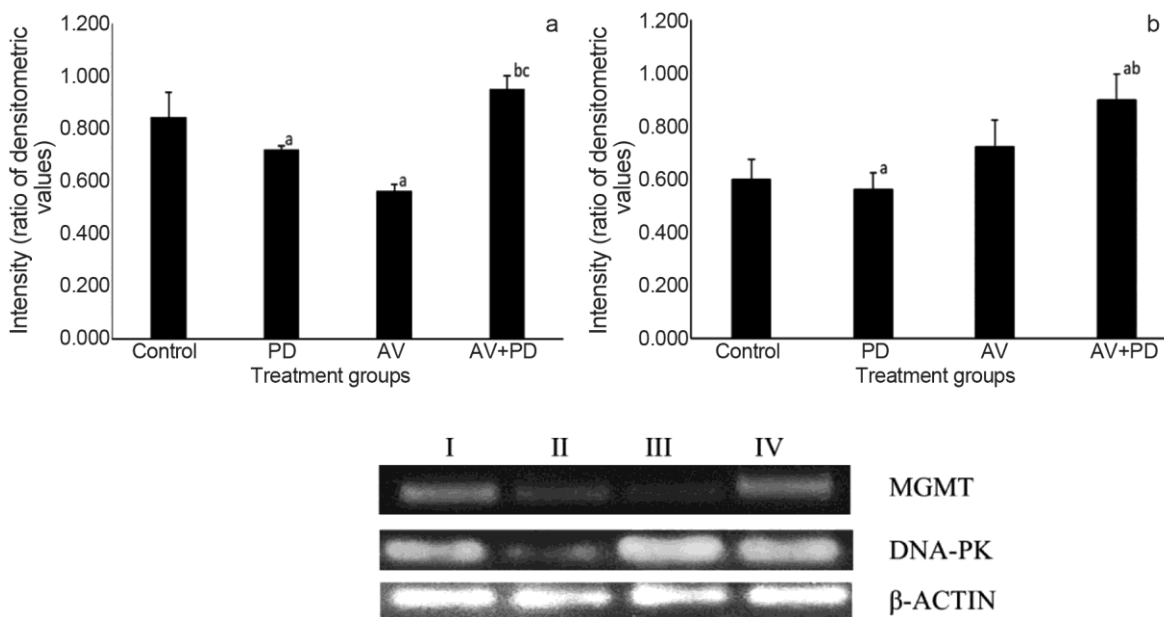 a
Intensity (ratio of densitometric
values)
1.200
1.000
0.800
0.600
0.400
0.200
0.000
a
a
bc
Control PD AV AV+PD
Treatment groups
b
Intensity (ratio of densitometric
values)
1.200
1.000
0.800
0.600
0.400
0.200
0.000
a
ab
Control PD AV AV+PD
Treatment groups
I II III IV
MGMT
DNA-PK
β-ACTIN